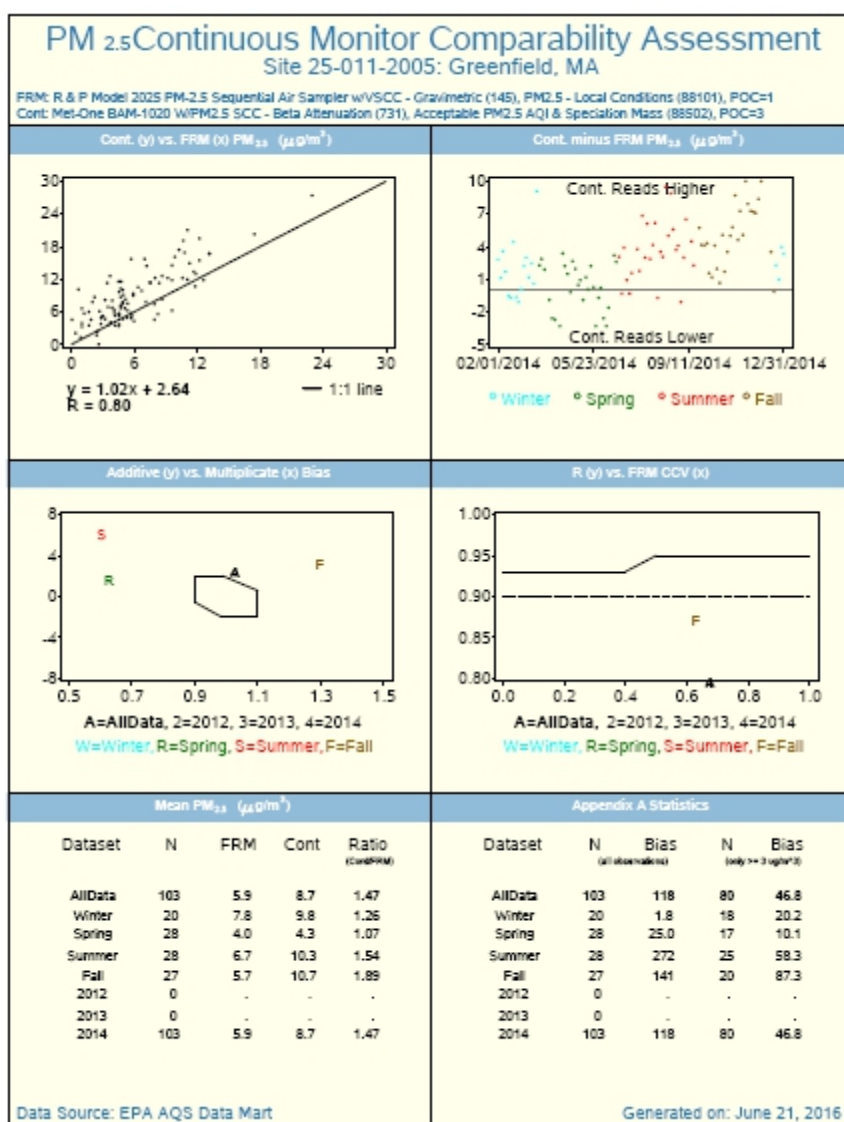 PM 2.5 Continuous Monitor Comparability Assessment
Site 25-011-2005: Greenfield, MA
FRM: R & P Model 2025 PM-2.5 Sequential Air Sampler w/VSCC - Gravimetric (145), PM2.5 - Local Conditions (88101), POC=1
Cont: Met-One BAM-1020 W/PM2.5 SCC - Beta Attenuation (731), Acceptable PM2.5 AQI & Speciation Mass (88502), POC=3
Cont. (y) vs. FRM (x) PM2.5 (μg/m³)
30
24
18
12
6
0
0 6 12 18 24 30
y = 1.02x + 2.64
R = 0.80
1:1 line
Cont. minus FRM PM2.5 (μg/m³)
10
7
4
1
-2
-5
Cont. Reads Higher
Cont. Reads Lower
02/01/2014 05/23/2014 09/11/2014 12/31/2014
Winter Spring Summer Fall
Additive (y) vs. Multiplicate (x) Bias
8
4
0
-4
-8
S
R
A
F
0.5 0.7 0.9 1.1 1.3 1.5
A=AllData, 2=2012, 3=2013, 4=2014
W=Winter, R=Spring, S=Summer, F=Fall
R (y) vs. FRM CCV (x)
1.00
0.95
0.90
0.85
0.80
F
A
0.0 0.2 0.4 0.6 0.8 1.0
A=AllData, 2=2012, 3=2013, 4=2014
W=Winter, R=Spring, S=Summer, F=Fall
Mean PM2.5 (μg/m³)
Dataset N FRM Cont Ratio
(Cont/FRM)
AllData 103 5.9 8.7 1.47
Winter 20 7.8 9.8 1.26
Spring 28 4.0 4.3 1.07
Summer 28 6.7 10.3 1.54
Fall 27 5.7 10.7 1.89
2012 0 . . .
2013 0 . . .
2014 103 5.9 8.7 1.47
Appendix A Statistics
Dataset N Bias N Bias
(all observations) (only >= 3 ug/m^3)
AllData 103 118 80 46.8
Winter 20 1.8 18 20.2
Spring 28 25.0 17 10.1
Summer 28 272 25 58.3
Fall 27 141 20 87.3
2012 0 . . .
2013 0 . . .
2014 103 118 80 46.8
Data Source: EPA AQS Data Mart
Generated on: June 21, 2016